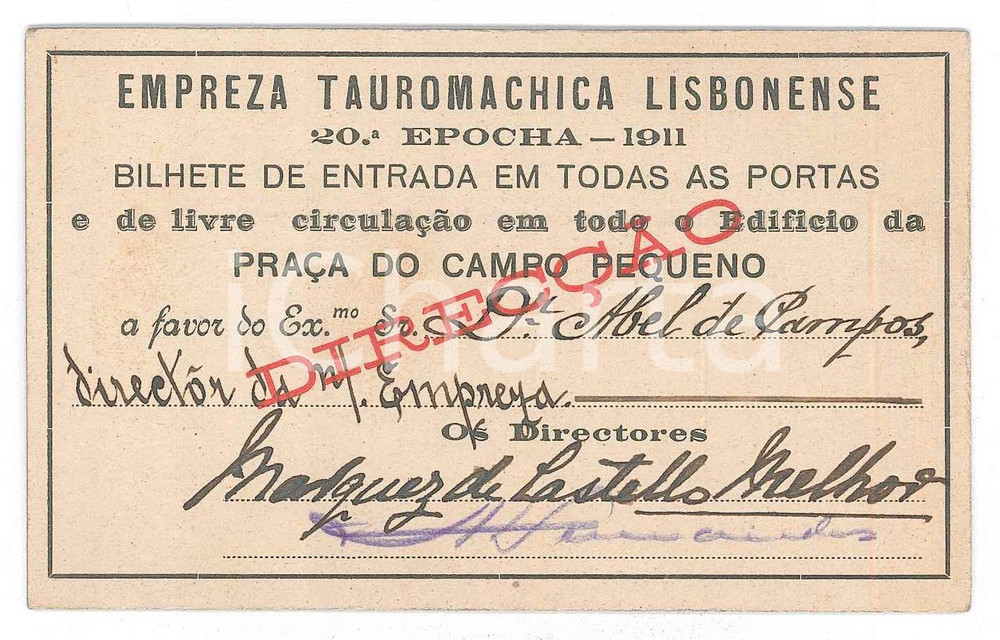 EMPREZA TAUROMACHICA LISBONENSE
20.ª EPOCHA — 1911
BILHETE DE ENTRADA EM TODAS AS PORTAS
e de livre circulação em todo o Edificio da
PRAÇA DO CAMPO PEQUENO
DIRECÇÃO
a favor do Ex.mo Sr. Dr. Abel de Campos,
directôr da n/. Empreza.
Os Directores
Marquez de Castello Melhor
iCharta